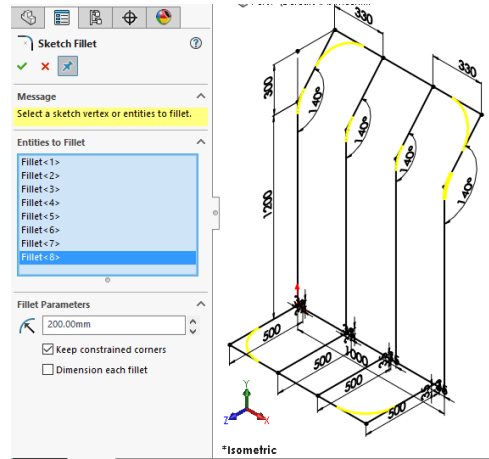 Sketch Fillet
Message
Select a sketch vertex or entities to fillet.
Entities to Fillet
Fillet<1>
Fillet<2>
Fillet<3>
Fillet<4>
Fillet<5>
Fillet<6>
Fillet<7>
Fillet<8>
Fillet Parameters
200.00mm
Keep constrained corners
Dimension each fillet
330
330
300
140°
140°
140°
140°
1200
500
1000
500
500
500
Y
Z
X
*Isometric